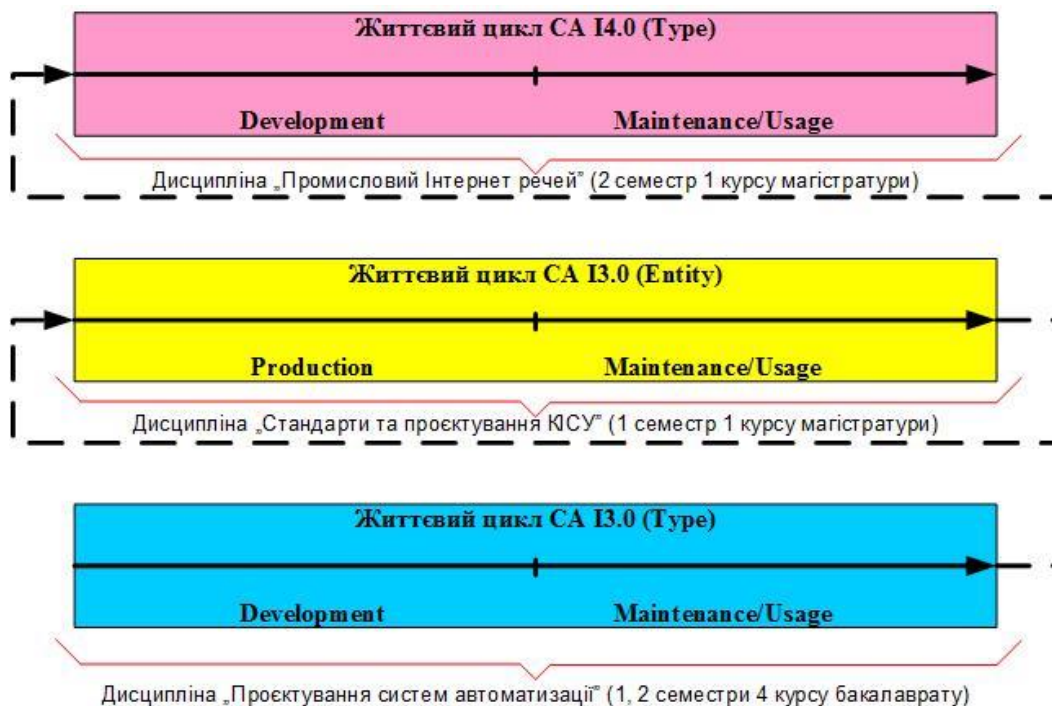 Життєвий цикл СА І4.0 (Type)
Development Maintenance/Usage
Дисципліна „Промисловий Інтернет речей” (2 семестр 1 курсу магістратури)
Життєвий цикл СА І3.0 (Entity)
Production Maintenance/Usage
Дисципліна „Стандарти та проєктування КІСУ” (1 семестр 1 курсу магістратури)
Життєвий цикл СА І3.0 (Type)
Development Maintenance/Usage
Дисципліна „Проєктування систем автоматизації” (1, 2 семестри 4 курсу бакалаврату)